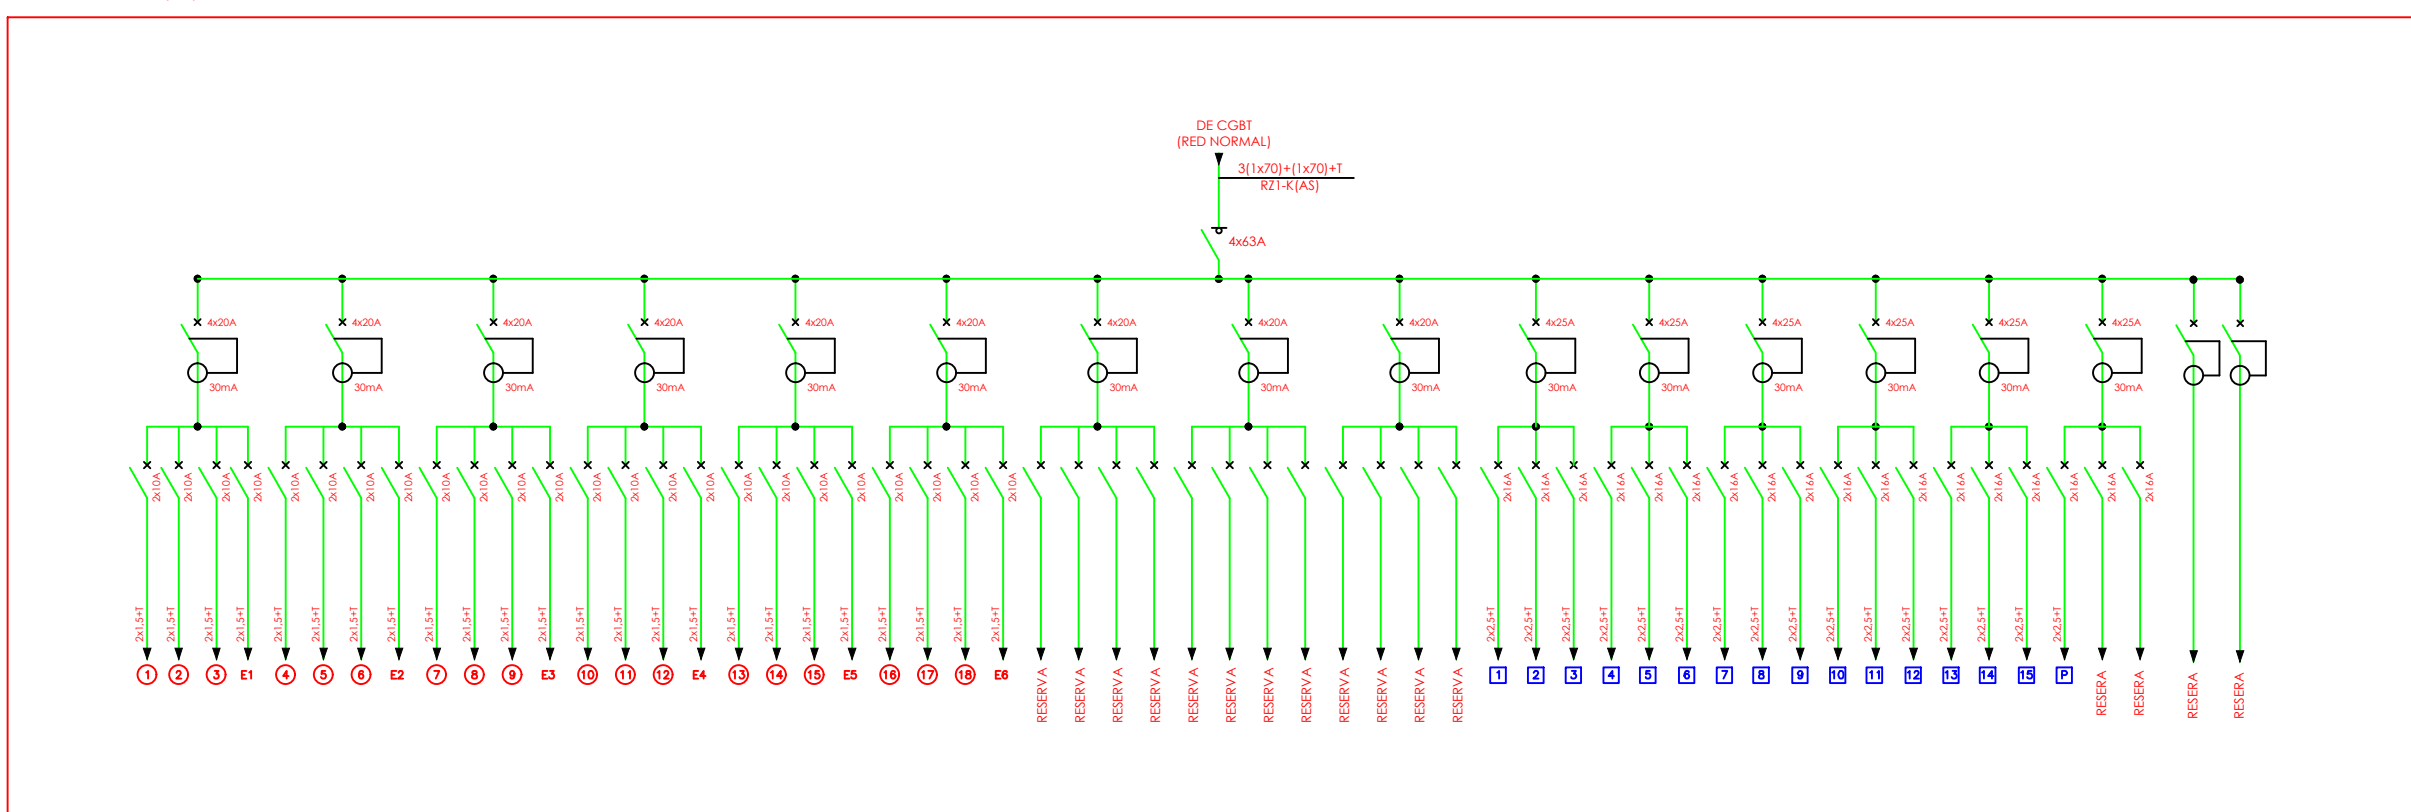 DE CGBT
(RED NORMAL)
3(1x70)+(1x70)+T
RZ1-K(AS)
4x63A
4x20A 4x20A 4x20A 4x20A 4x20A 4x20A 4x20A 4x20A 4x20A 4x25A 4x25A 4x25A 4x25A 4x25A 4x25A
30mA 30mA 30mA 30mA 30mA 30mA 30mA 30mA 30mA 30mA 30mA 30mA 30mA 30mA 30mA
2x10A 2x10A 2x10A 2x10A 2x10A 2x10A 2x10A 2x10A 2x10A 2x10A 2x10A 2x10A 2x10A 2x10A 2x10A 2x10A 2x10A 2x10A 2x10A 2x10A 2x10A 2x10A 2x10A 2x10A 2x16A 2x16A 2x16A 2x16A 2x16A 2x16A 2x16A 2x16A 2x16A 2x16A 2x16A 2x16A 2x16A 2x16A 2x16A 2x16A 2x16A 2x16A
2x1,5+T 2x1,5+T 2x1,5+T 2x1,5+T 2x1,5+T 2x1,5+T 2x1,5+T 2x1,5+T 2x1,5+T 2x1,5+T 2x1,5+T 2x1,5+T 2x1,5+T 2x1,5+T 2x1,5+T 2x1,5+T 2x1,5+T 2x1,5+T 2x1,5+T 2x1,5+T 2x1,5+T 2x1,5+T 2x1,5+T 2x1,5+T 2x2,5+T 2x2,5+T 2x2,5+T 2x2,5+T 2x2,5+T 2x2,5+T 2x2,5+T 2x2,5+T 2x2,5+T 2x2,5+T 2x2,5+T 2x2,5+T 2x2,5+T 2x2,5+T 2x2,5+T 2x2,5+T
1 2 3 E1 4 5 6 E2 7 8 9 E3 10 11 12 E4 13 14 15 E5 16 17 18 E6 RESERVA RESERVA RESERVA RESERVA RESERVA RESERVA RESERVA RESERVA RESERVA RESERVA RESERVA RESERVA 1 2 3 4 5 6 7 8 9 10 11 12 13 14 15 P RESERA RESERA RESERA RESERA